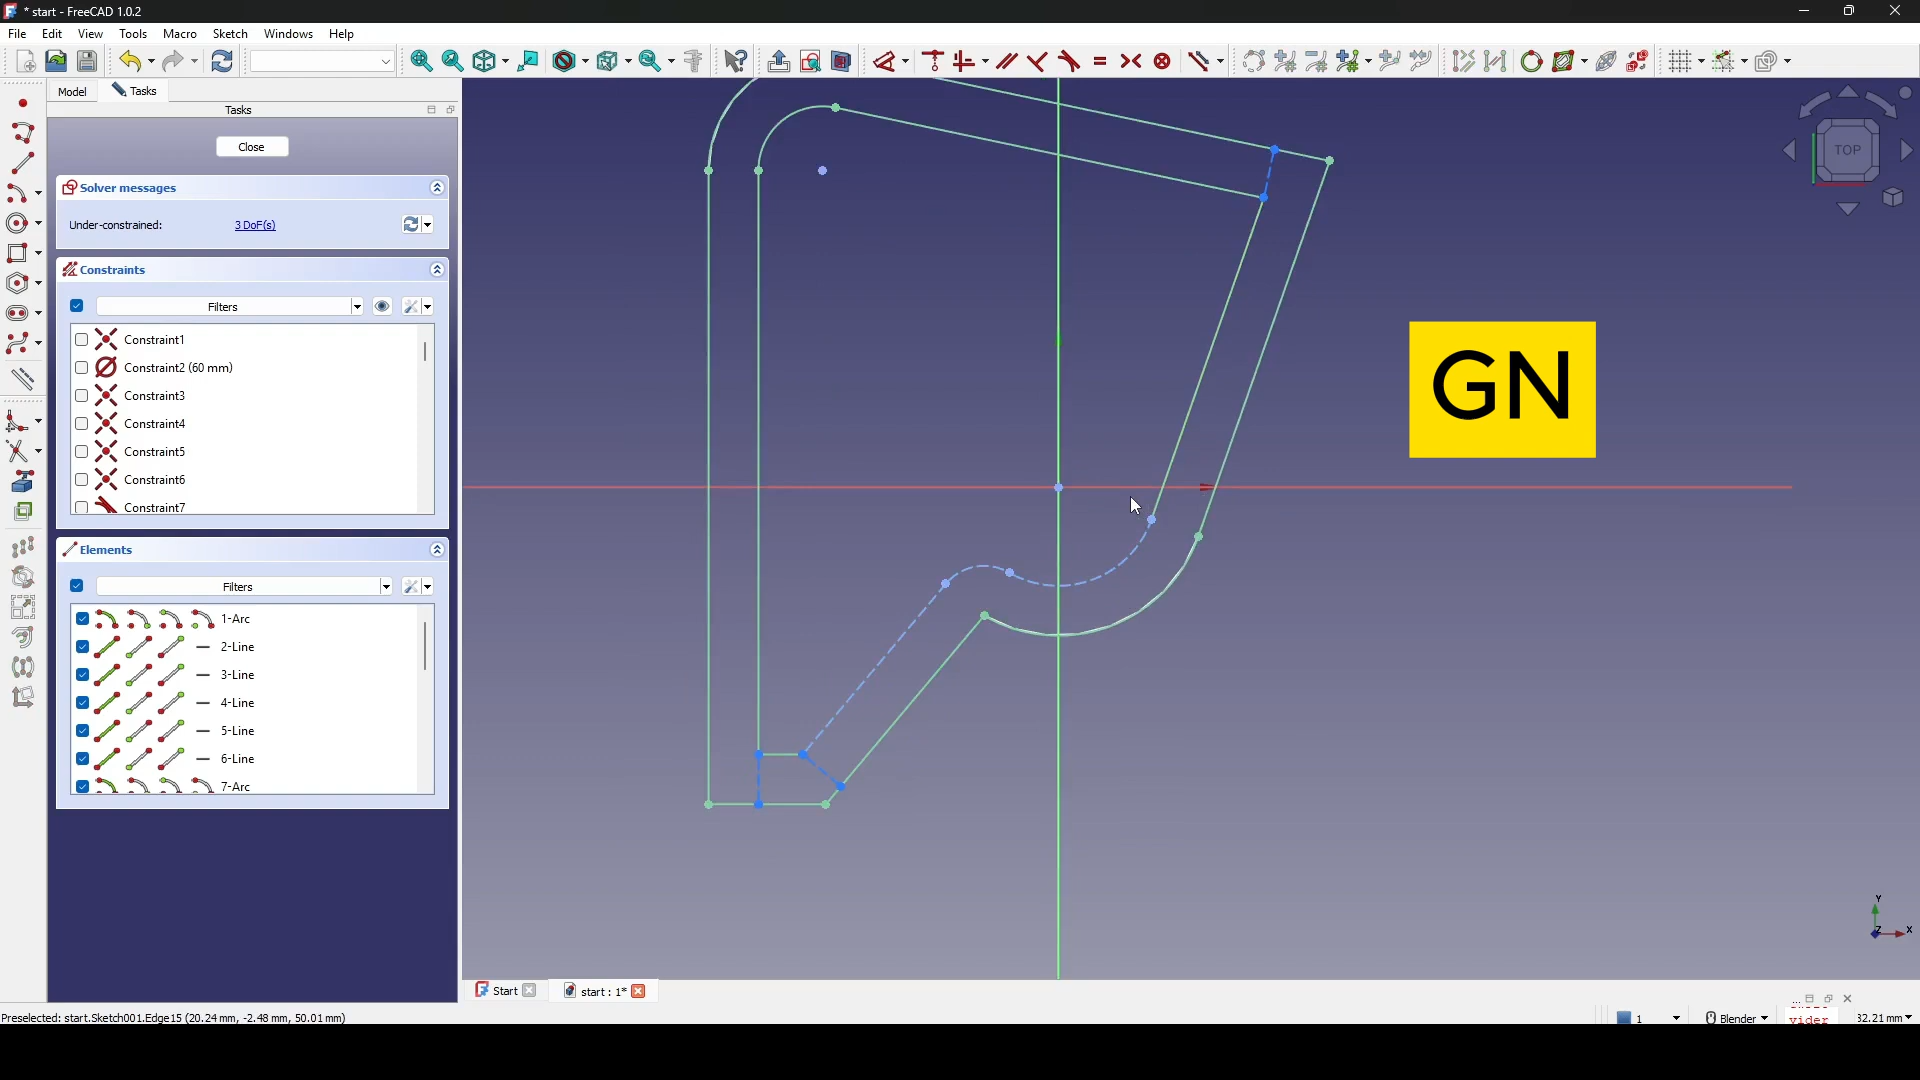 * start - FreeCAD 1.0.2
File Edit View Tools Macro Sketch Windows Help
Model Tasks
Tasks
Close
Solver messages
Under-constrained: 3 DoF(s)
Constraints
Filters
Constraint1
Constraint2 (60 mm)
Constraint3
Constraint4
Constraint5
Constraint6
Constraint7
Elements
Filters
1-Arc
2-Line
3-Line
4-Line
5-Line
6-Line
7-Arc
TOP
GN
Y
Z
X
Start start : 1*
Preselected: start.Sketch001.Edge15 (20.24 mm, -2.48 mm, 50.01 mm)
1 Blender vider 32.21 mm